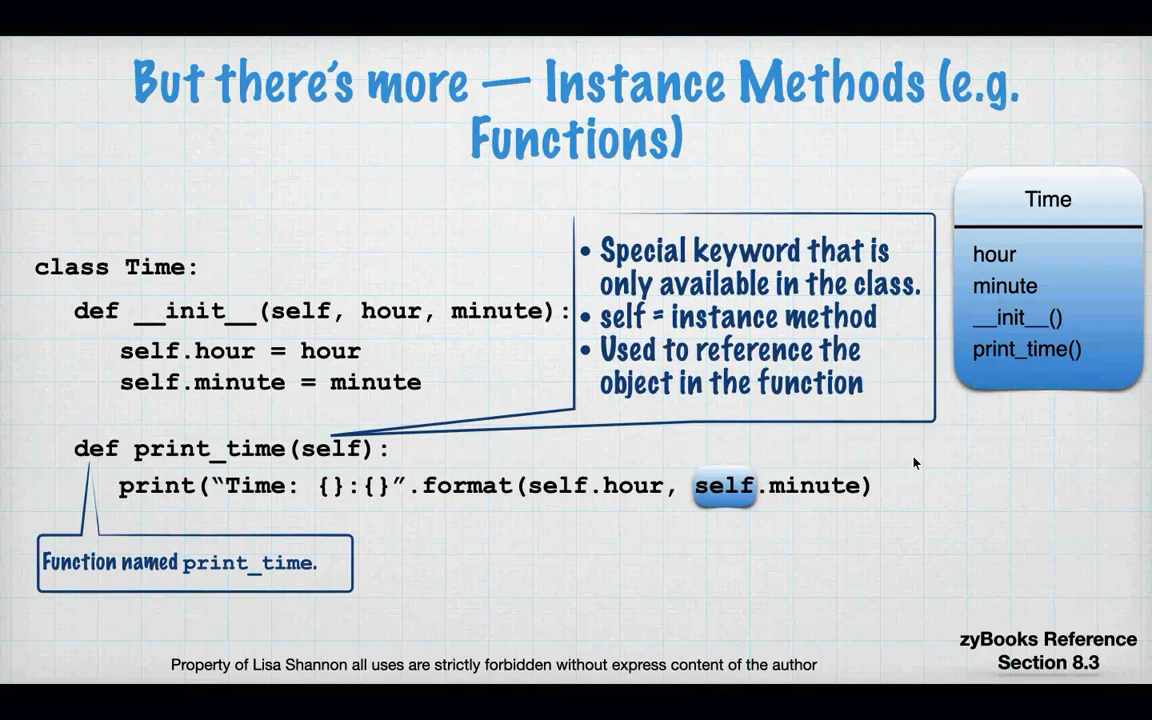 But there's more — Instance Methods (e.g.
Functions)
class Time:
def __init__(self, hour, minute):
self.hour = hour
self.minute = minute
def print_time(self):
print(“Time: {}:{}”.format(self.hour, self.minute)
• Special keyword that is
only available in the class.
• self = instance method
• Used to reference the
object in the function
Function named print_time.
Time
hour
minute
__init__()
print_time()
zyBooks Reference
Section 8.3
Property of Lisa Shannon all uses are strictly forbidden without express content of the author